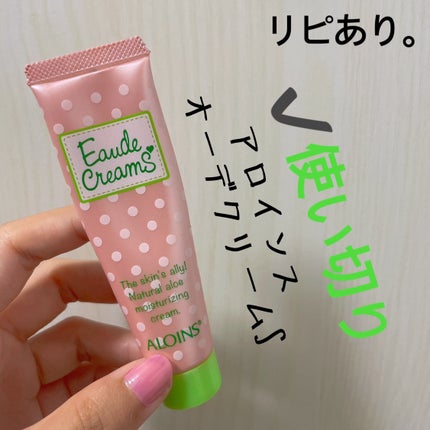 リピあり。
✓使い切り
アロインス
オーデクリームS
Eaude
Cream S
The skin's ally!
Natural aloe
moisturizing
cream.
ALOINS®